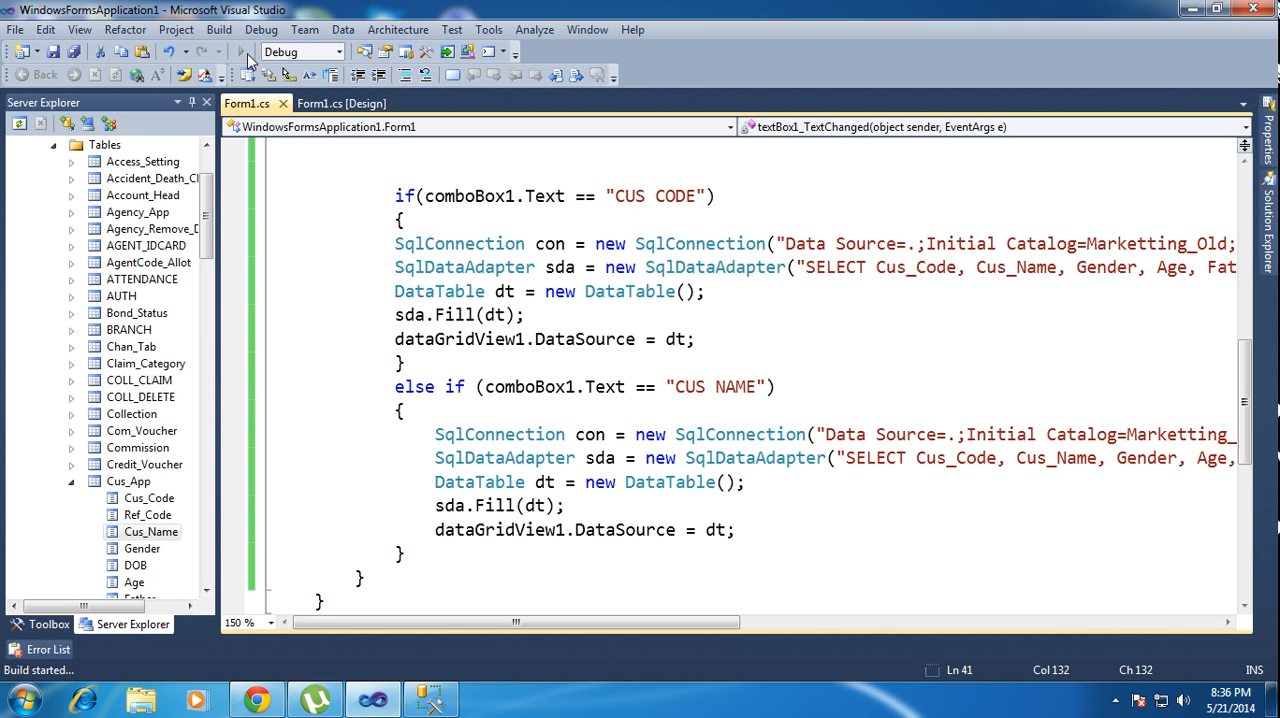 WindowsFormsApplication1 - Microsoft Visual Studio
File Edit View Refactor Project Build Debug Team Data Architecture Test Tools Analyze Window Help
Debug
Back
Server Explorer
Form1.cs
Form1.cs [Design]
WindowsFormsApplication1.Form1
textBox1_TextChanged(object sender, EventArgs e)
Tables
Access_Setting
Accident_Death_Cl
Account_Head
Agency_App
Agency_Remove_D
AGENT_IDCARD
AgentCode_Allot
ATTENDANCE
AUTH
Bond_Status
BRANCH
Chan_Tab
Claim_Category
COLL_CLAIM
COLL_DELETE
Collection
Com_Voucher
Commission
Credit_Voucher
Cus_App
Cus_Code
Ref_Code
Cus_Name
Gender
DOB
Age
if(comboBox1.Text == "CUS CODE")
{
SqlConnection con = new SqlConnection("Data Source=.;Initial Catalog=Marketting_Old;
SqlDataAdapter sda = new SqlDataAdapter("SELECT Cus_Code, Cus_Name, Gender, Age, Fat
DataTable dt = new DataTable();
sda.Fill(dt);
dataGridView1.DataSource = dt;
}
else if (comboBox1.Text == "CUS NAME")
{
SqlConnection con = new SqlConnection("Data Source=.;Initial Catalog=Marketting_
SqlDataAdapter sda = new SqlDataAdapter("SELECT Cus_Code, Cus_Name, Gender, Age,
DataTable dt = new DataTable();
sda.Fill(dt);
dataGridView1.DataSource = dt;
}
}
}
Properties
Solution Explorer
150 %
Toolbox
Server Explorer
Error List
Build started...
Ln 41
Col 132
Ch 132
INS
8:36 PM
5/21/2014